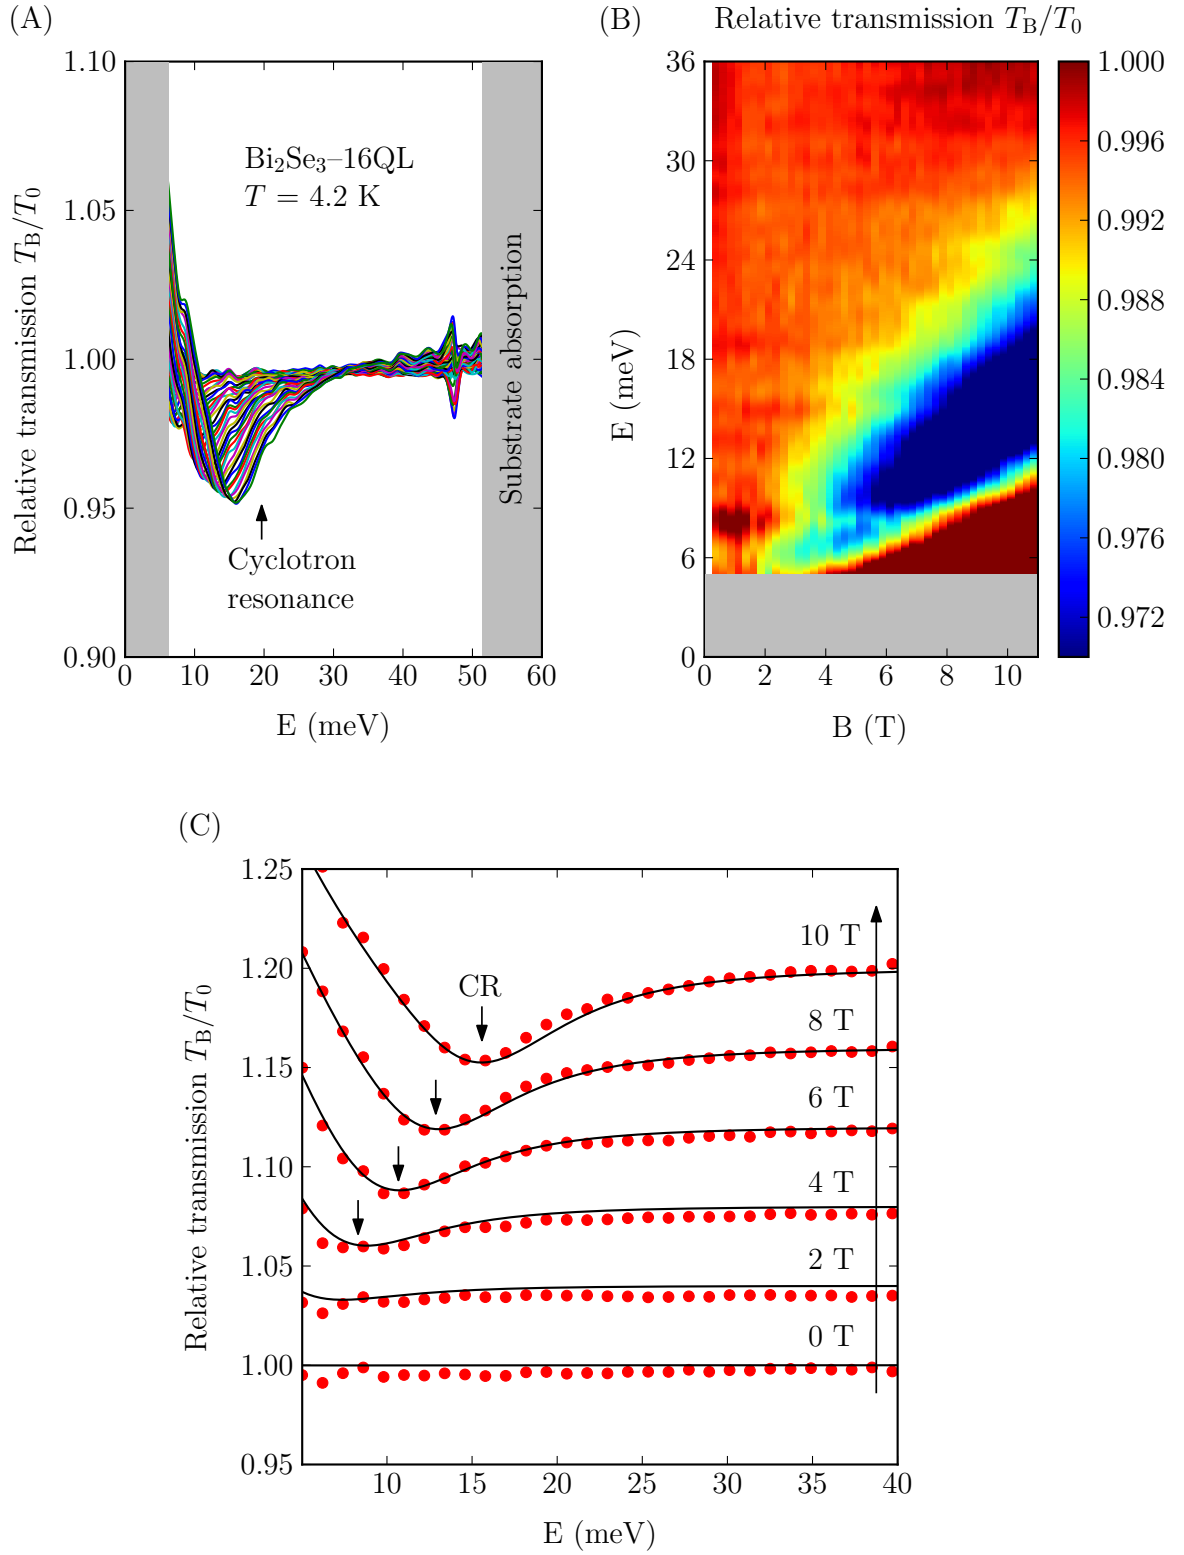 (A)
Relative transmission T_B/T_0
1.10
1.05
1.00
0.95
0.90
Bi₂Se₃–16QL
T = 4.2 K
Substrate absorption
Cyclotron
resonance
0 10 20 30 40 50 60
E (meV)
(B)
Relative transmission T_B/T_0
E (meV)
36
30
24
18
12
6
0
0 2 4 6 8 10
B (T)
1.000
0.996
0.992
0.988
0.984
0.980
0.976
0.972
(C)
Relative transmission T_B/T_0
1.25
1.20
1.15
1.10
1.05
1.00
0.95
CR
10 T
8 T
6 T
4 T
2 T
0 T
10 15 20 25 30 35 40
E (meV)